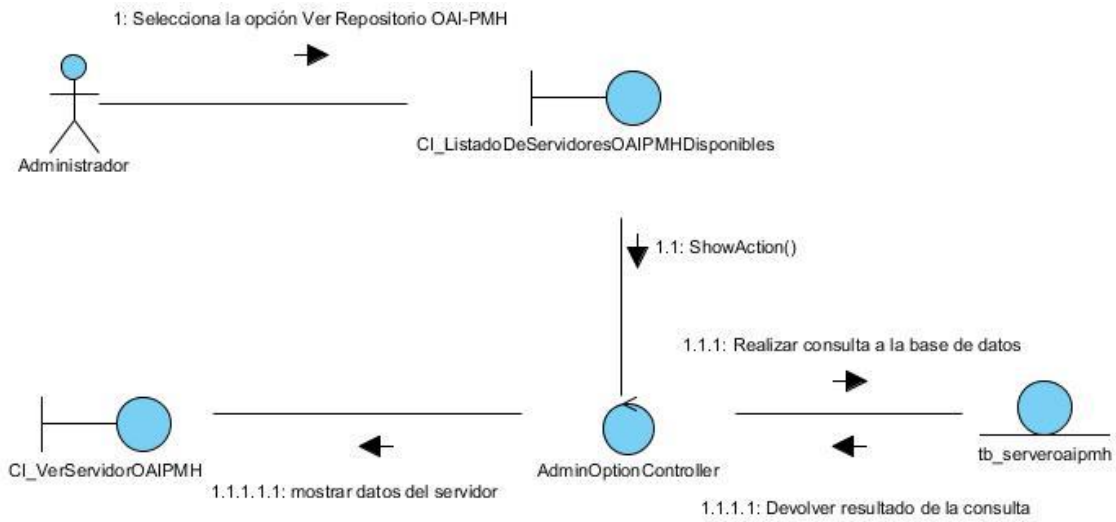 1: Selecciona la opción Ver Repositorio OAI-PMH
Administrador
CI_ListadoDeServidoresOAIPMHDisponibles
1.1: ShowAction()
1.1.1: Realizar consulta a la base de datos
CI_VerServidorOAIPMH
AdminOptionController
tb_serveroaipmh
1.1.1.1.1: mostrar datos del servidor
1.1.1.1: Devolver resultado de la consulta